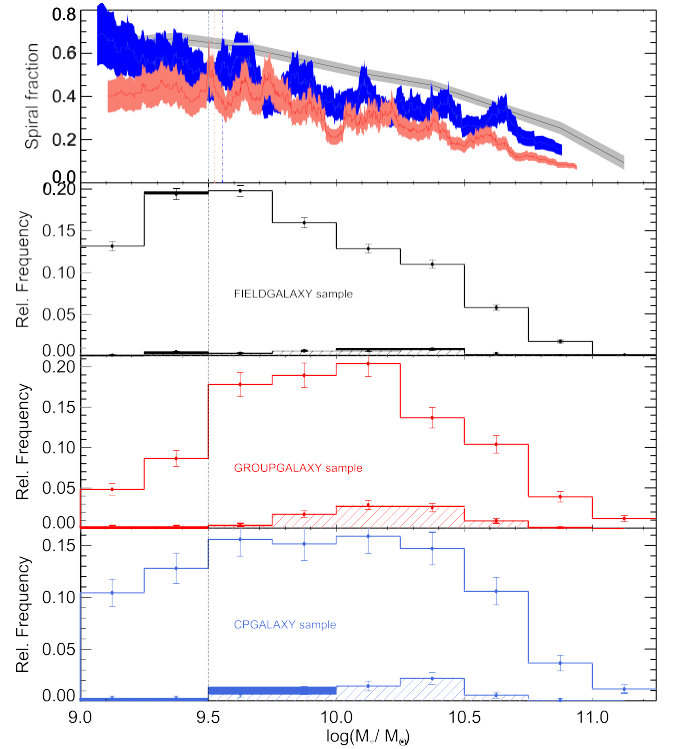 0.8
0.6
0.4
0.2
0.0
Spiral fraction
0.20
0.15
0.10
0.05
0.00
Rel. Frequency
FIELDGALAXY sample
0.20
0.15
0.10
0.05
0.00
Rel. Frequency
GROUPGALAXY sample
0.15
0.10
0.05
0.00
Rel. Frequency
CPGALAXY sample
9.0 9.5 10.0 10.5 11.0
log(M*/ M⊙)